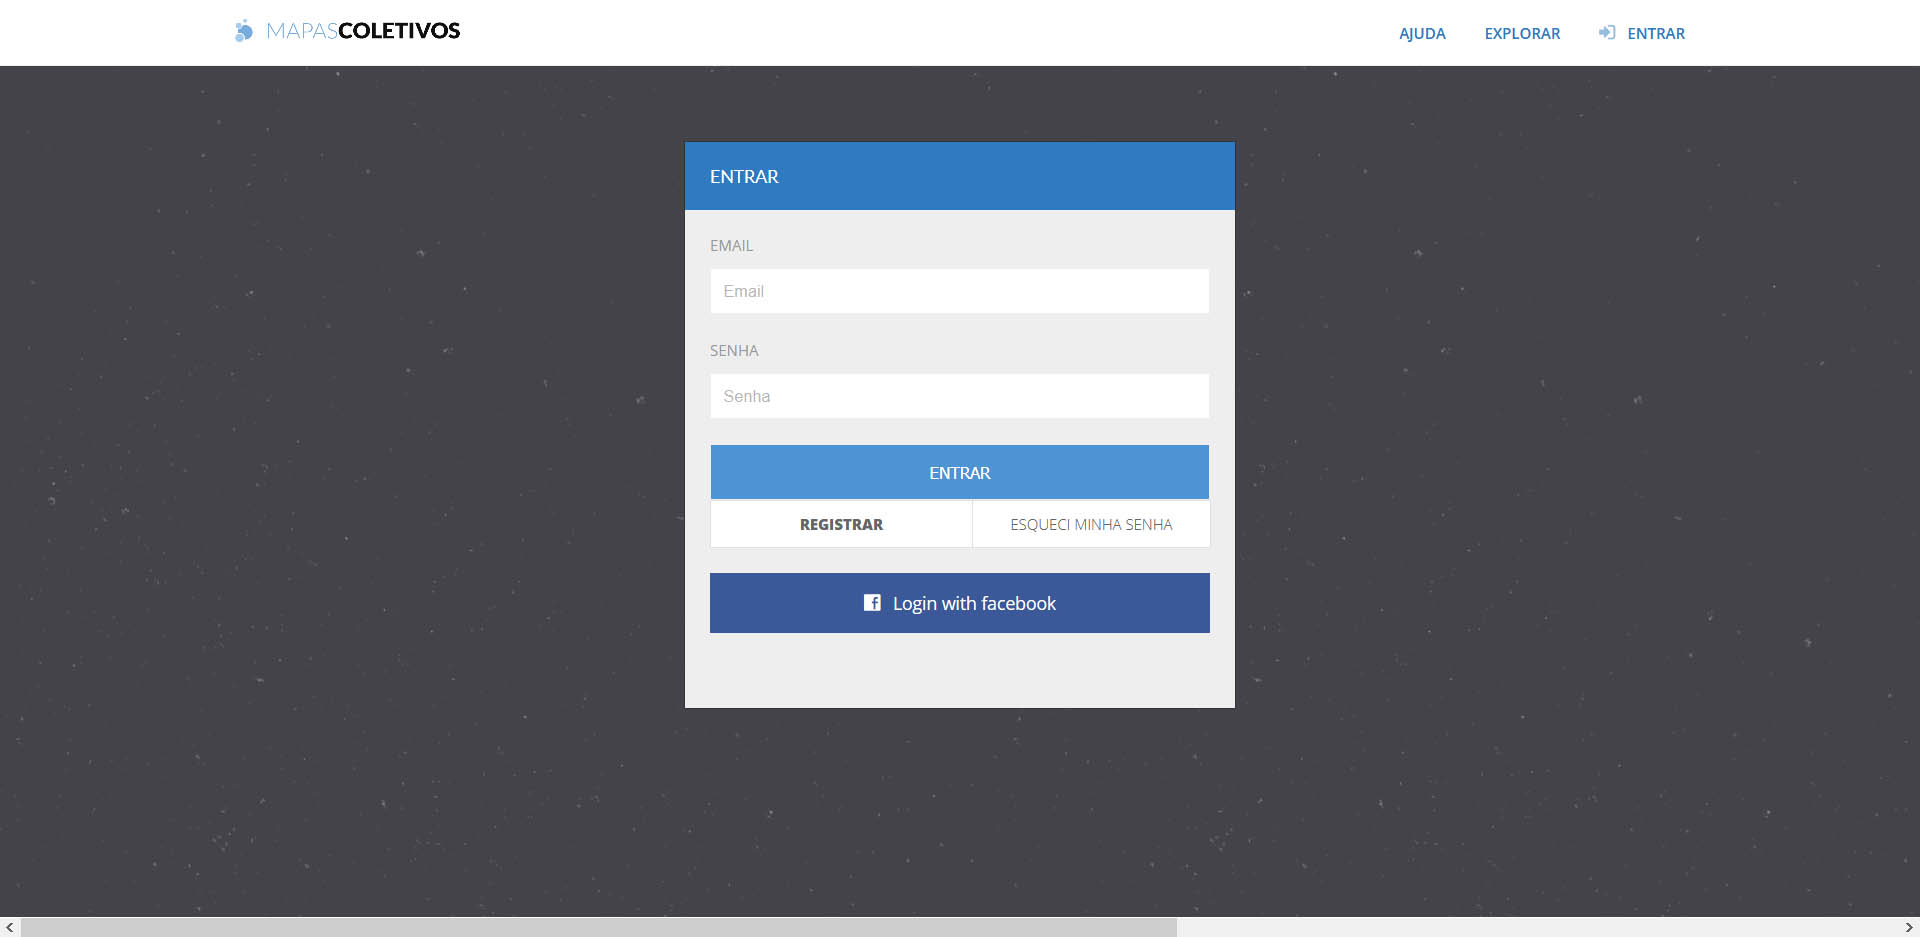 MAPASCOLETIVOS
AJUDA
EXPLORAR
ENTRAR
ENTRAR
EMAIL
Email
SENHA
Senha
ENTRAR
REGISTRAR
ESQUECI MINHA SENHA
Login with facebook